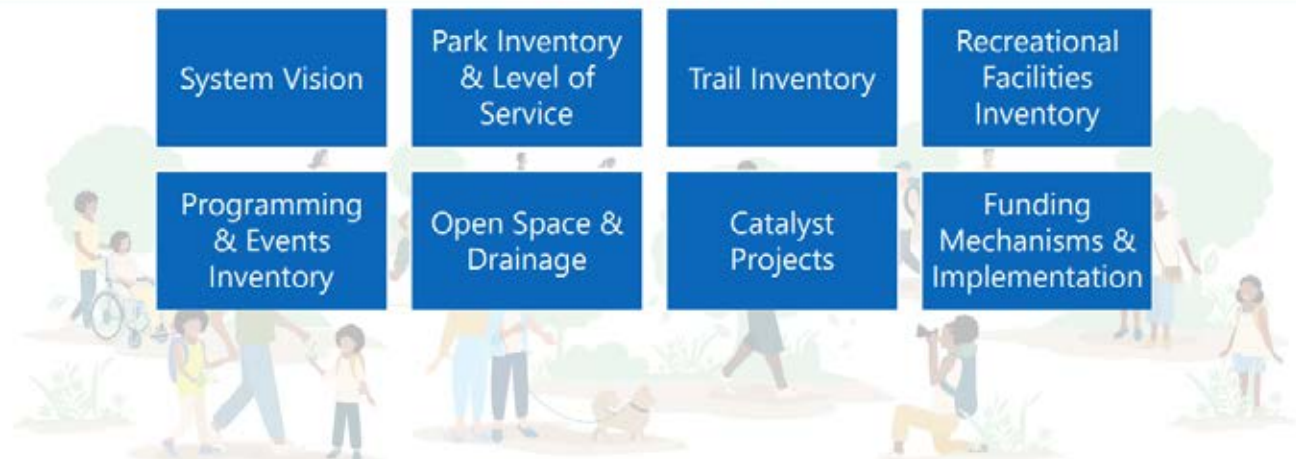 System Vision
Park Inventory
& Level of
Service
Trail Inventory
Recreational
Facilities
Inventory
Programming
& Events
Inventory
Open Space &
Drainage
Catalyst
Projects
Funding
Mechanisms &
Implementation